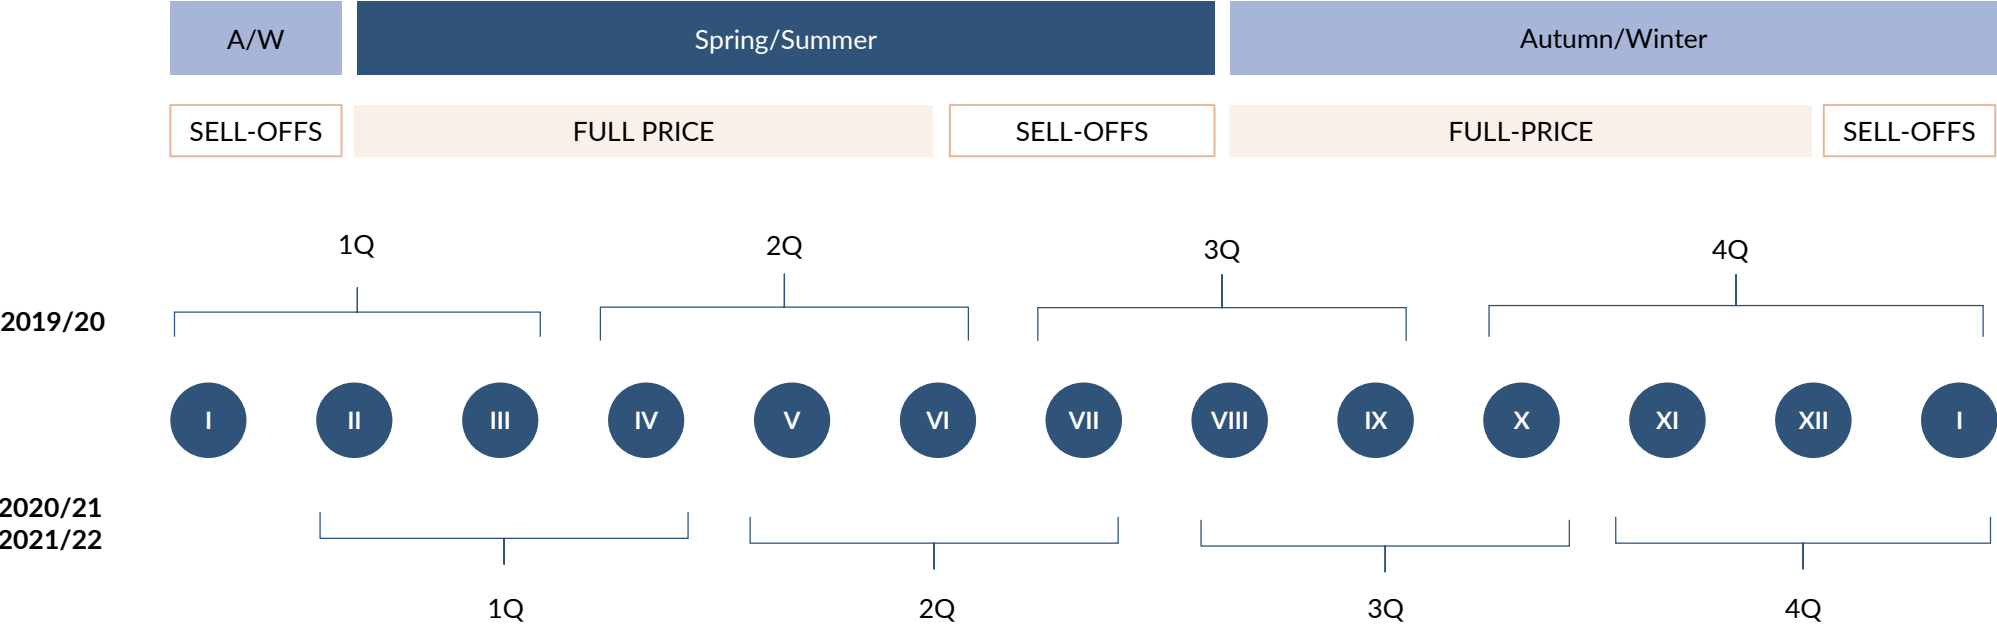 A/W
Spring/Summer
Autumn/Winter
SELL-OFFS
FULL PRICE
SELL-OFFS
FULL-PRICE
SELL-OFFS
1Q
2Q
3Q
4Q
2019/20
I
II
III
IV
V
VI
VII
VIII
IX
X
XI
XII
I
2020/21
2021/22
1Q
2Q
3Q
4Q